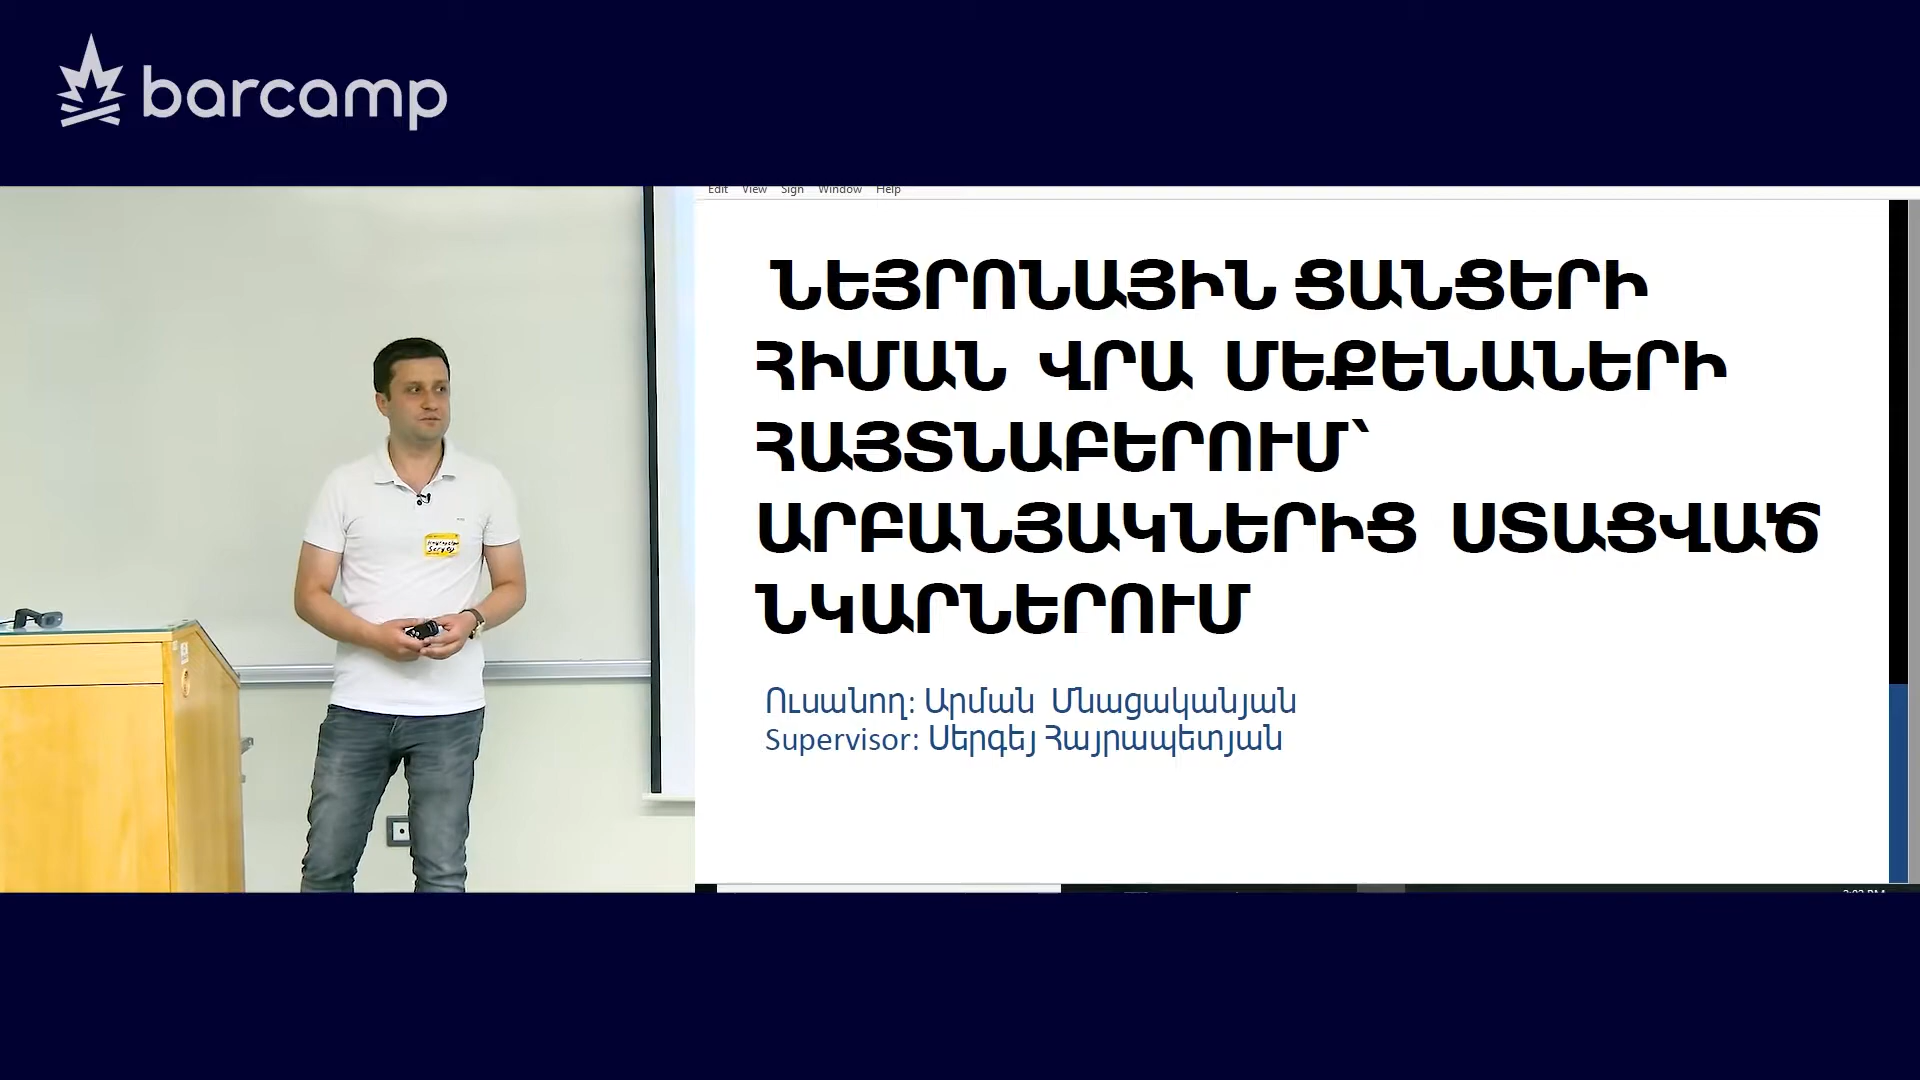 barcamp
Edit View Sign Window Help
ՆԵՅՐՈՆԱՅԻՆ ՑԱՆՑԵՐԻ
ՀԻՄԱՆ ՎՐԱ ՄԵՔԵՆԱՆԵՐԻ
ՀԱՅՏՆԱԲԵՐՈՒՄ՝
ԱՐԲԱՆՅԱԿՆԵՐԻՑ ՍՏԱՑՎԱԾ
ՆԿԱՐՆԵՐՈՒՄ
Ուսանող: Արման Մնացականյան
Supervisor: Սերգեյ Հայրապետյան